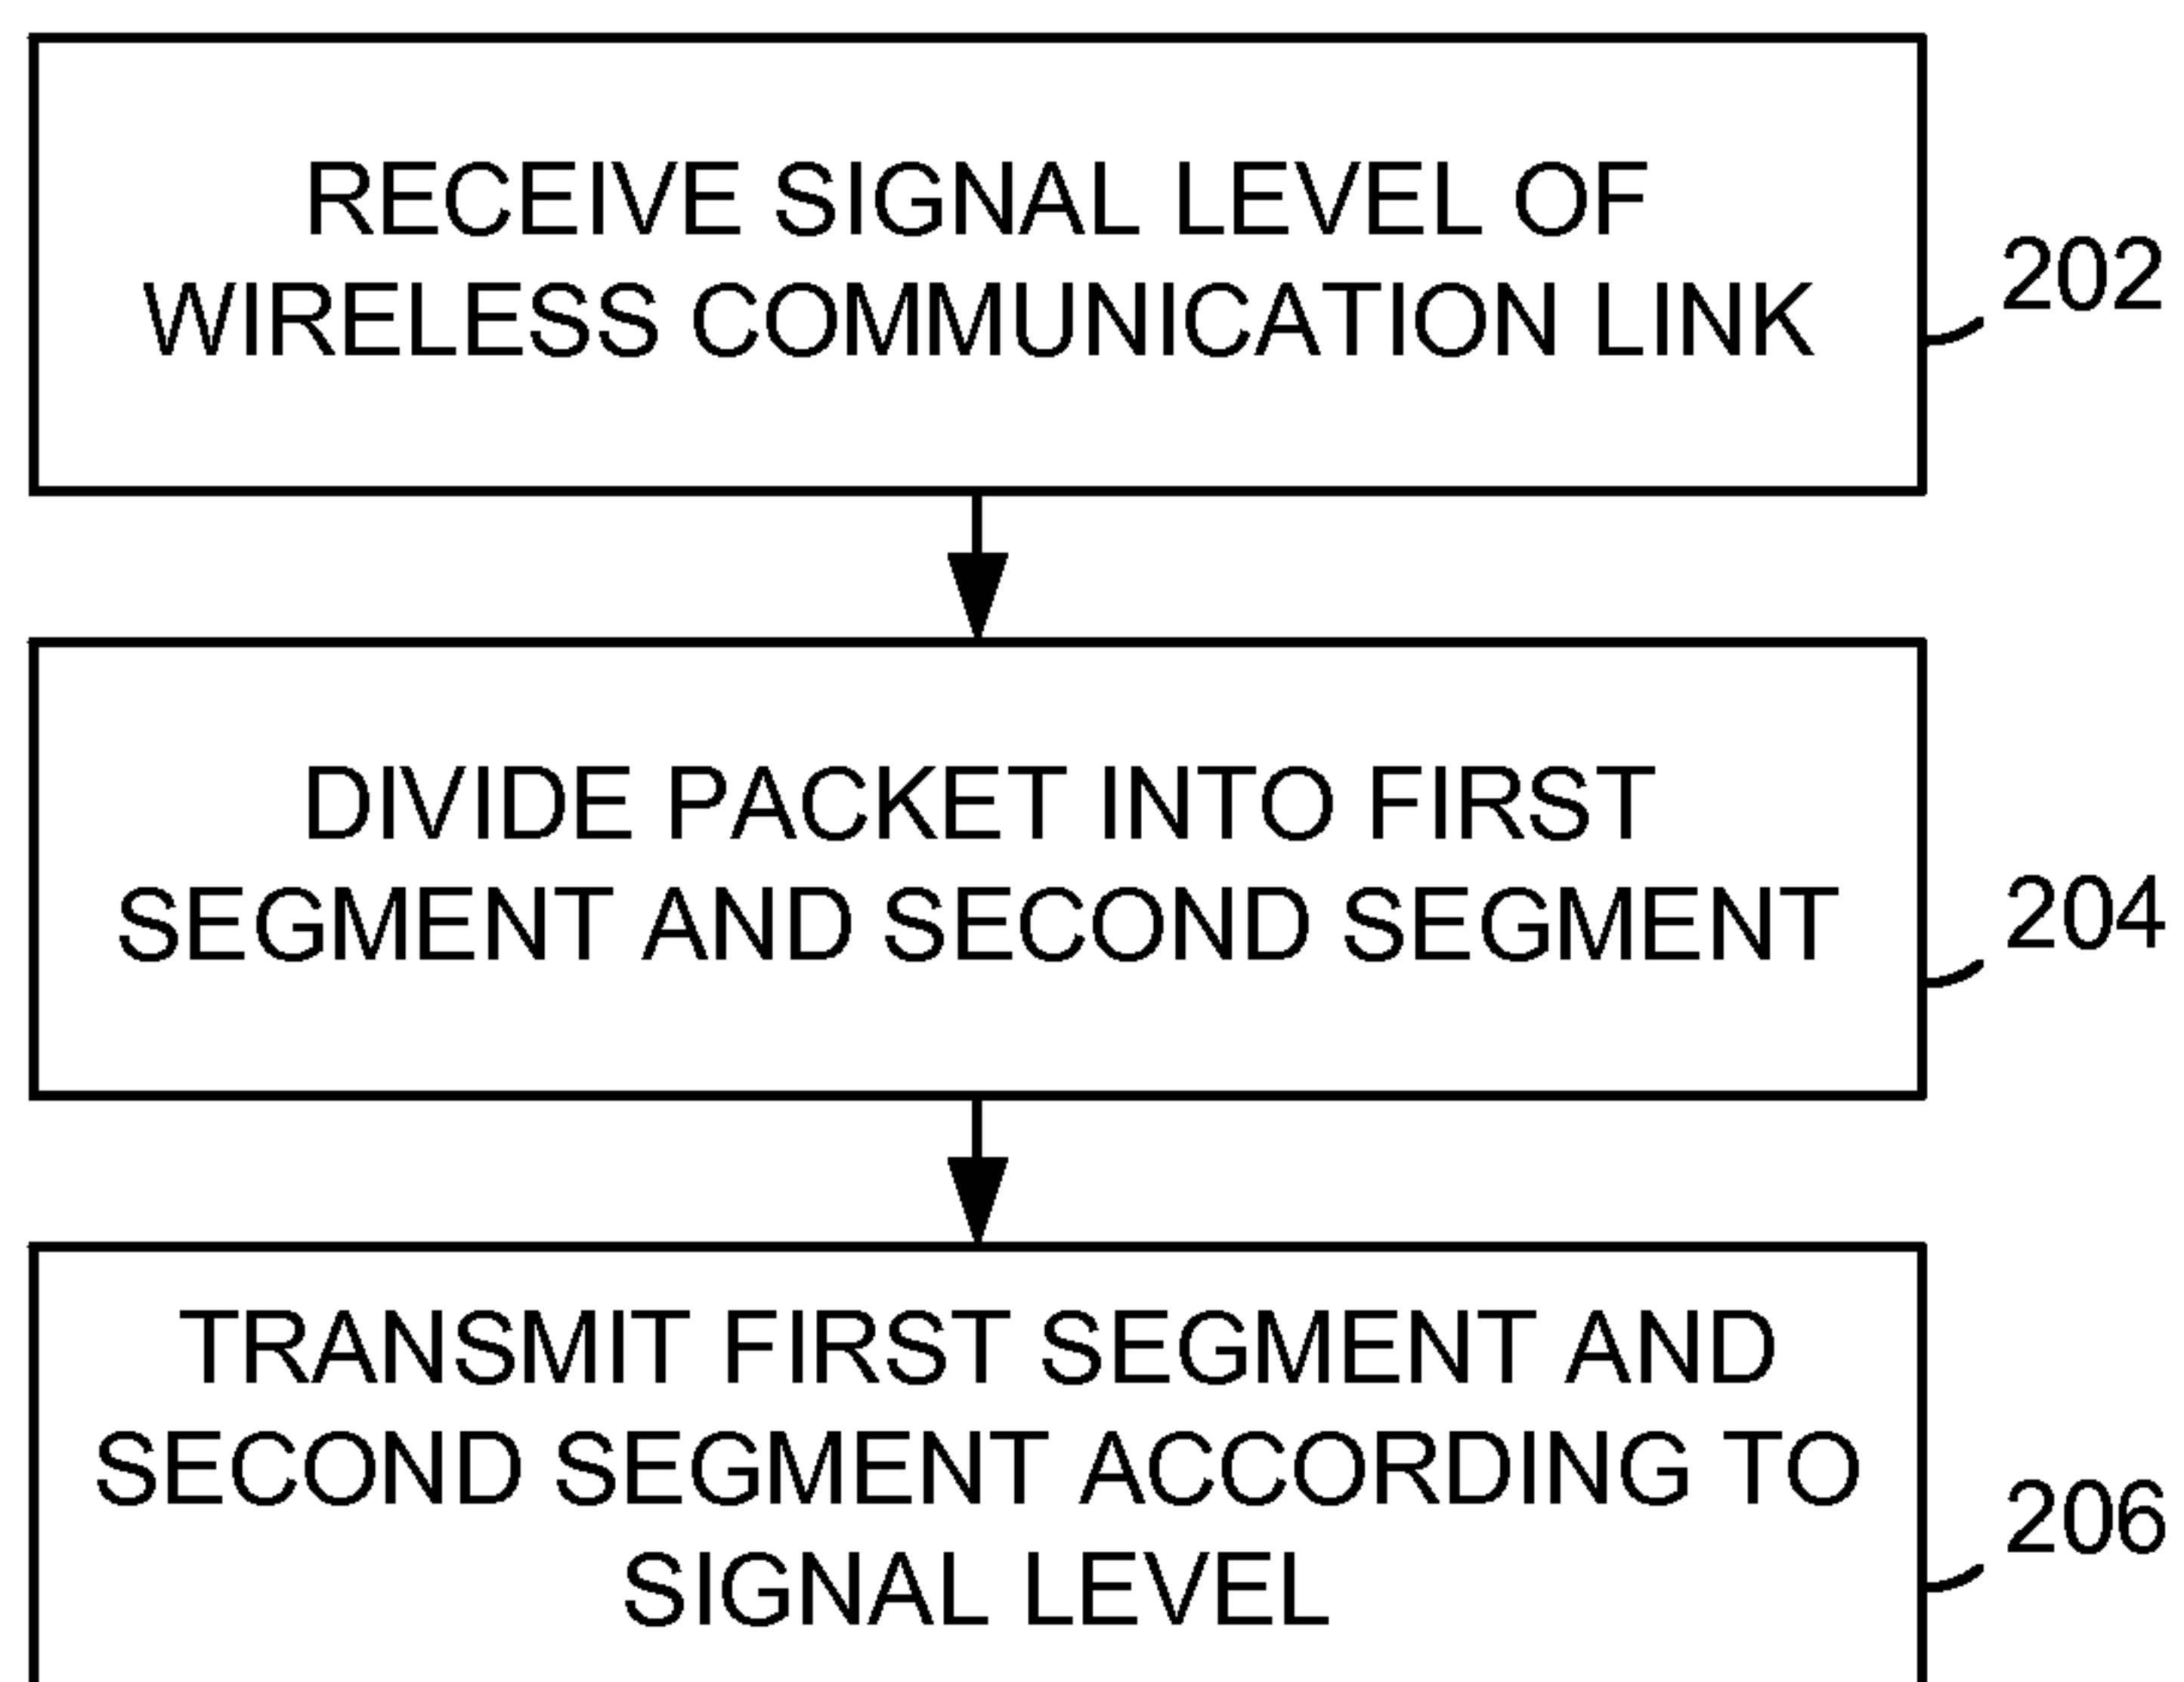 RECEIVE SIGNAL LEVEL OF
WIRELESS COMMUNICATION LINK
202
DIVIDE PACKET INTO FIRST
SEGMENT AND SECOND SEGMENT
204
TRANSMIT FIRST SEGMENT AND
SECOND SEGMENT ACCORDING TO
SIGNAL LEVEL
206